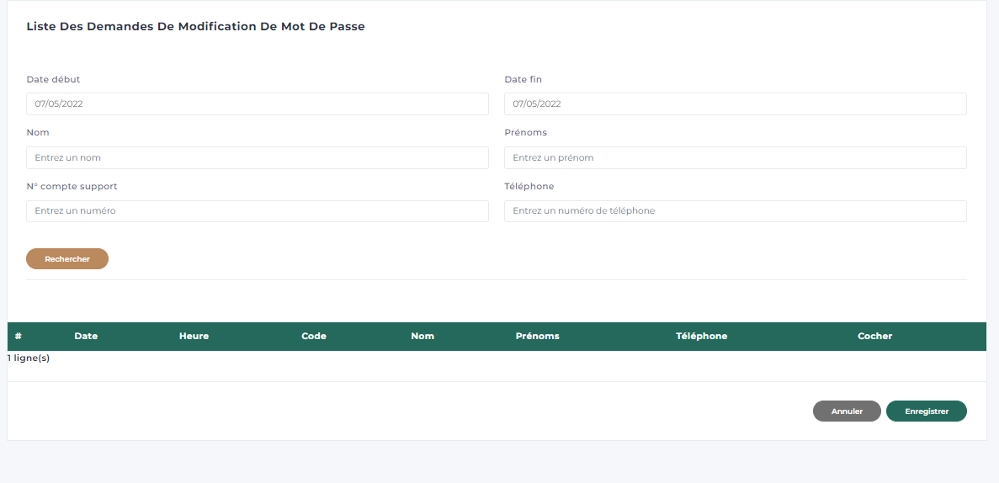 Liste Des Demandes De Modification De Mot De Passe
Date début Date fin
07/05/2022 07/05/2022
Nom Prénoms
Entrez un nom Entrez un prénom
N° compte support Téléphone
Entrez un numéro Entrez un numéro de téléphone
Rechercher
# Date Heure Code Nom Prénoms Téléphone Cocher
1 ligne(s)
Annuler Enregistrer